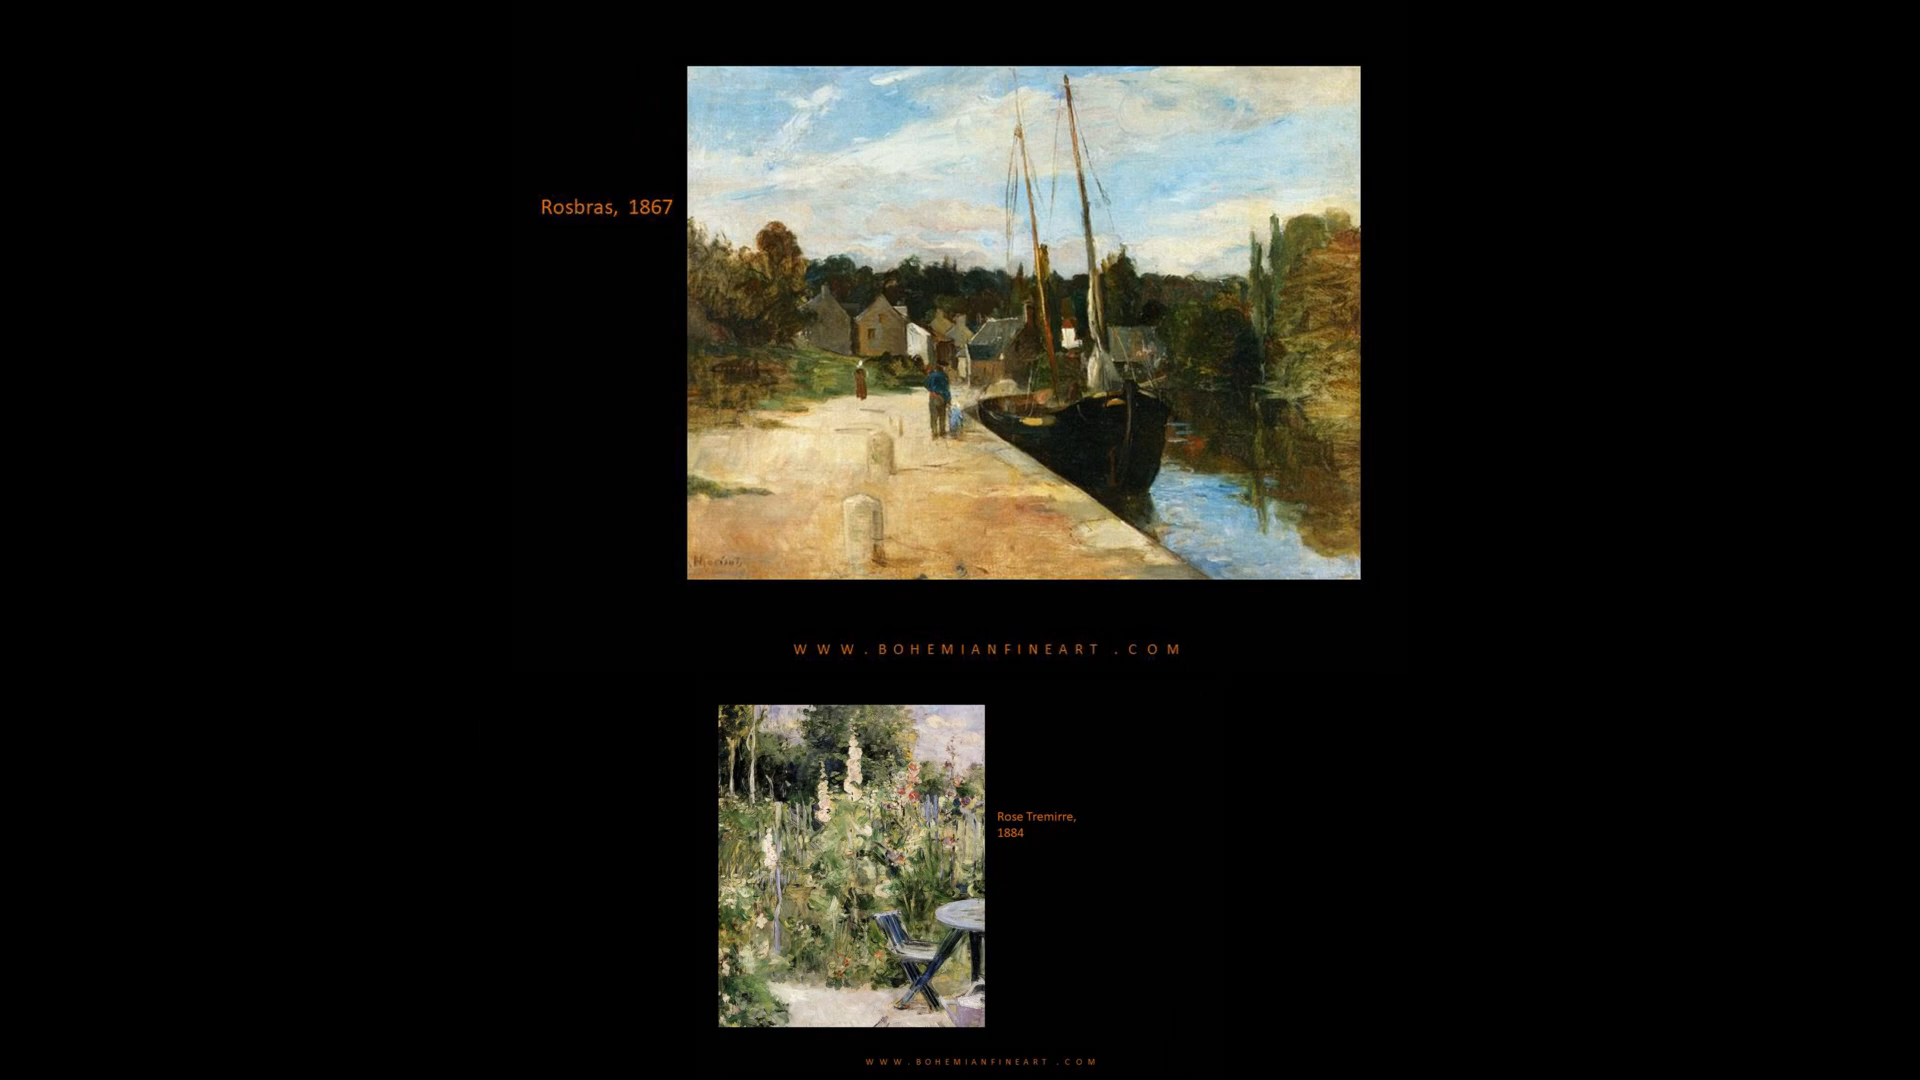 Rosbras, 1867
WWW.BOHEMIANFINEART .COM
Rose Tremirre,
1884
WWW.BOHEMIANFINEART .COM